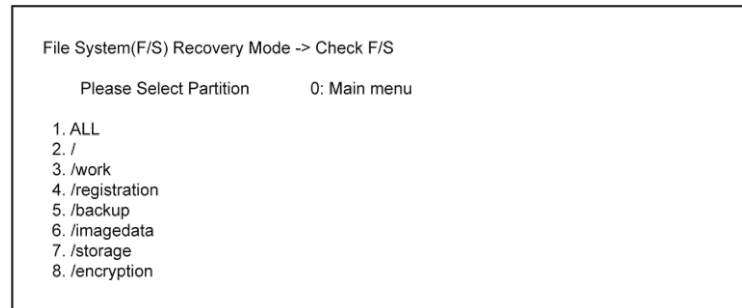 File System(F/S) Recovery Mode -> Check F/S
Please Select Partition 0: Main menu
1. ALL
2. /
3. /work
4. /registration
5. /backup
6. /imagedata
7. /storage
8. /encryption